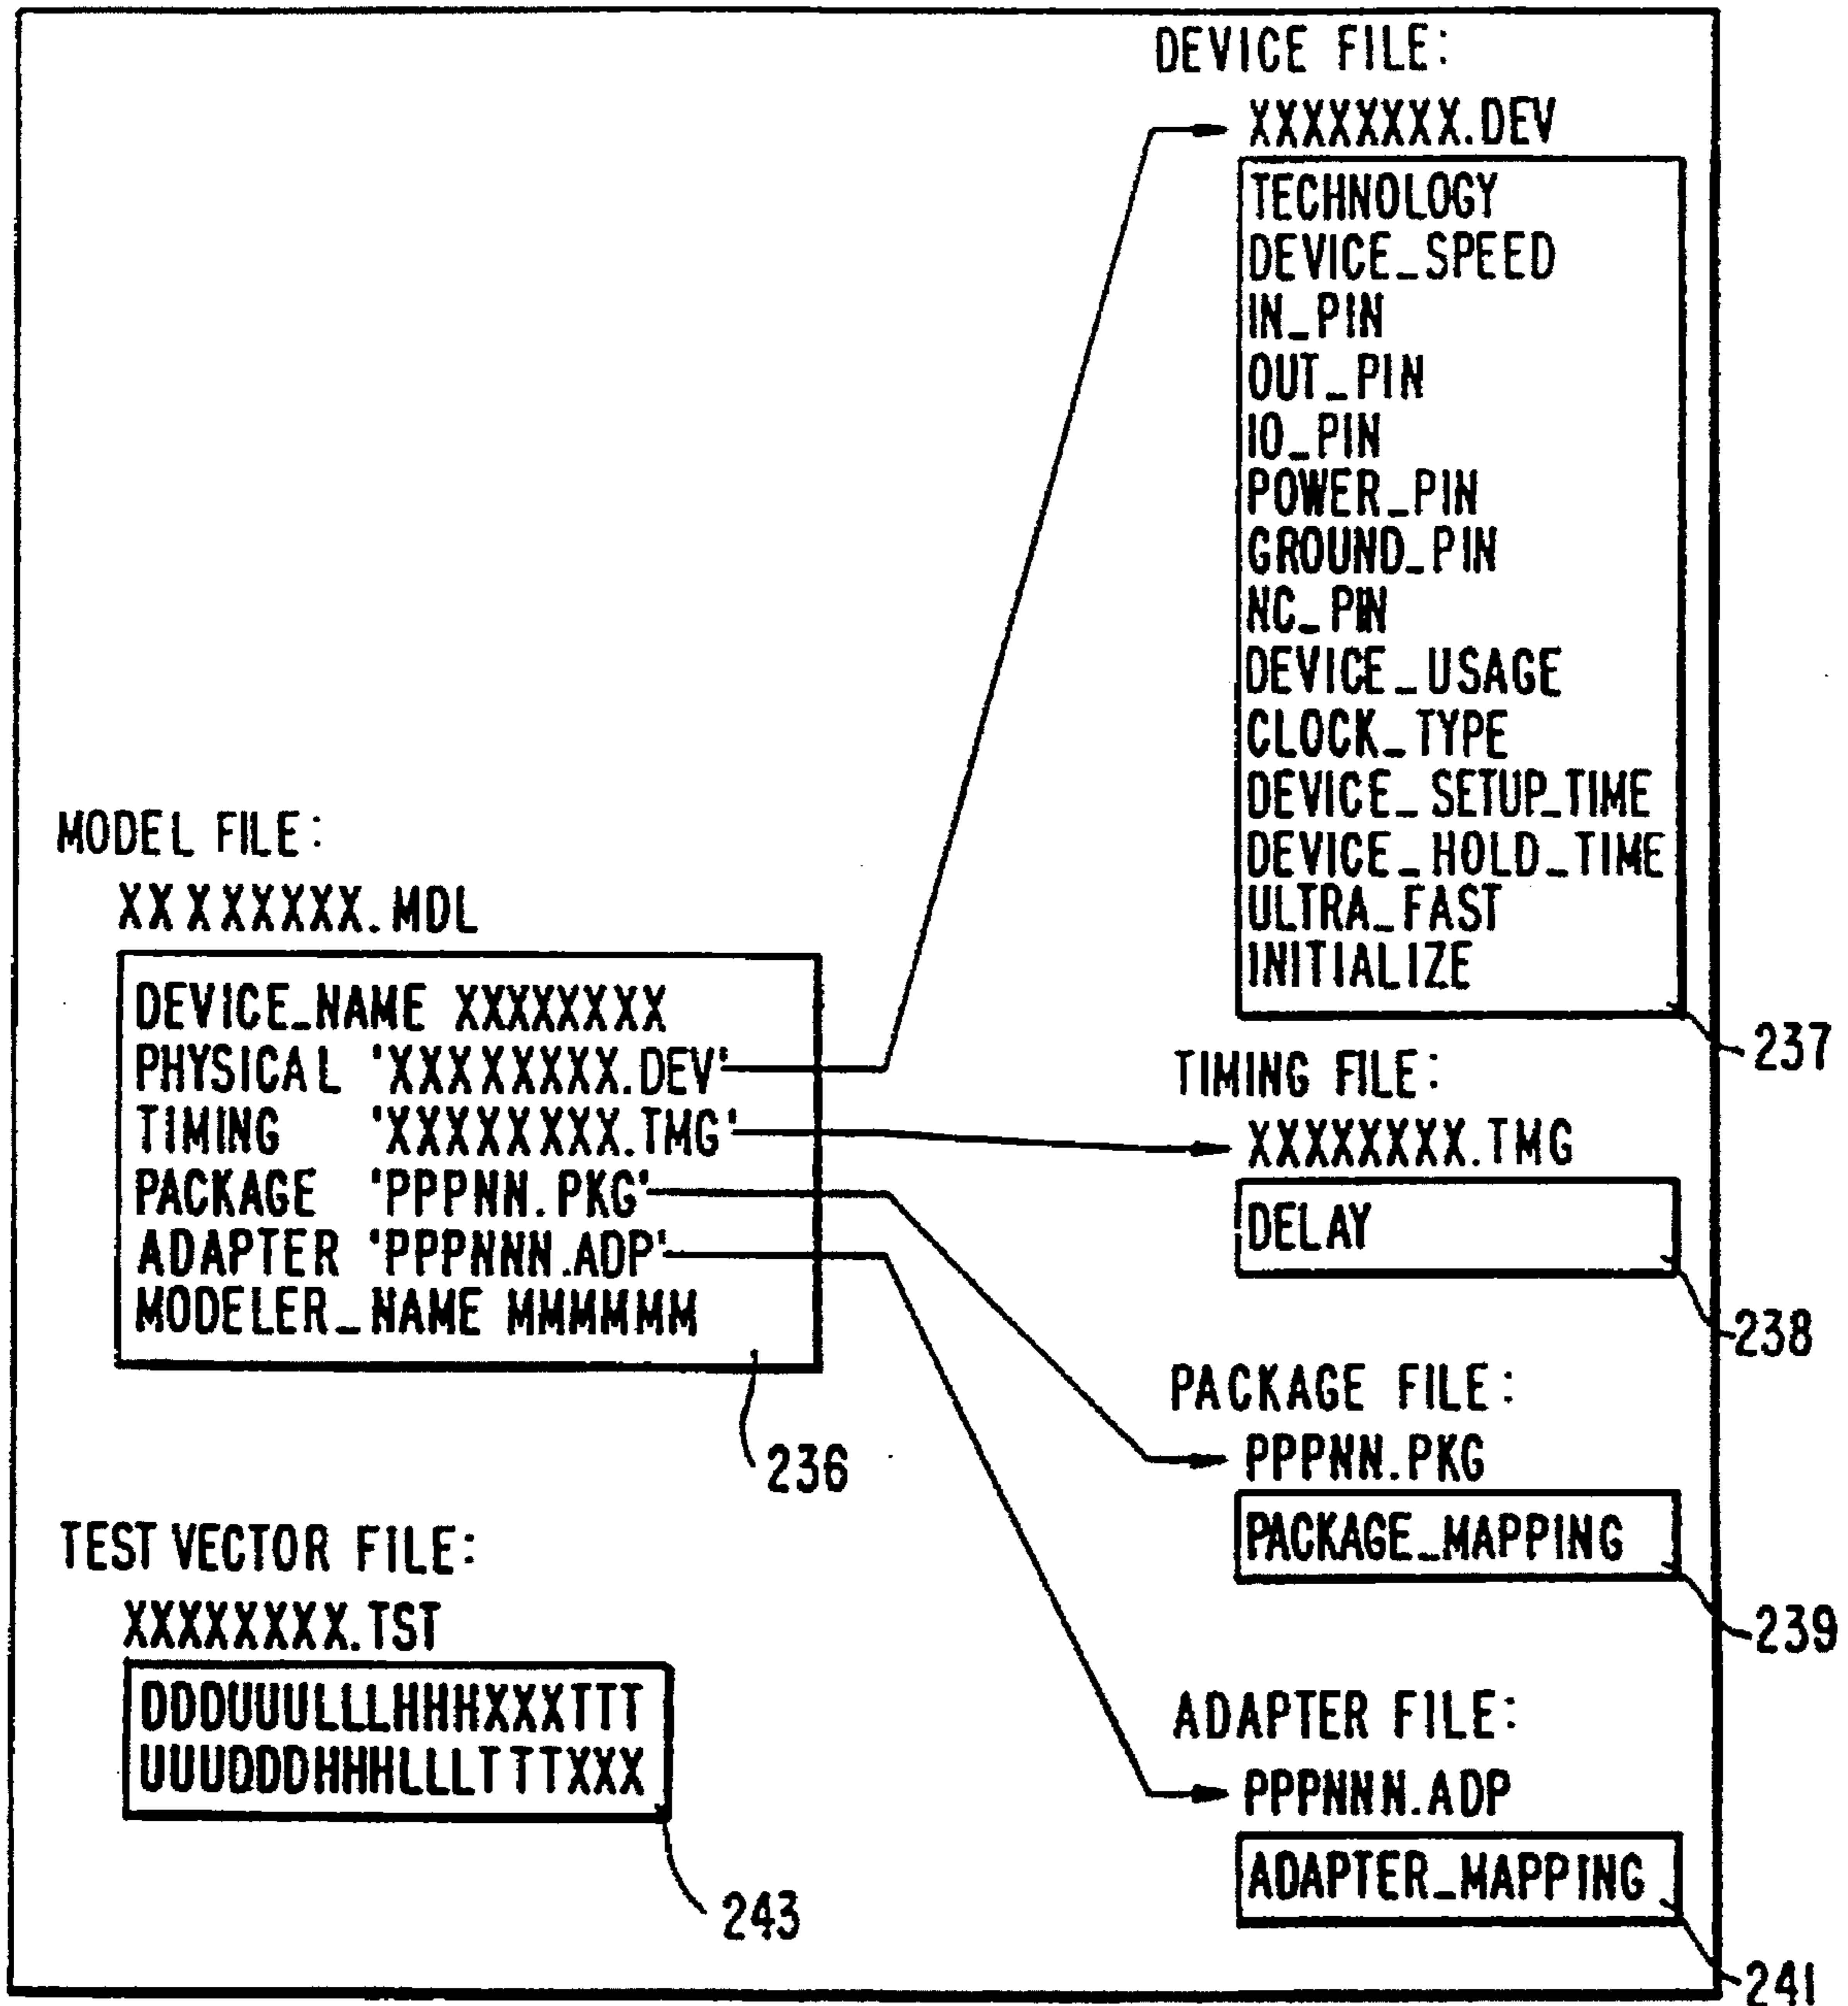 DEVICE FILE:
XXXXXXXX.DEV
TECHNOLOGY
DEVICE_SPEED
IN_PIN
OUT_PIN
IO_PIN
POWER_PIN
GROUND_PIN
NC_PIN
DEVICE_USAGE
CLOCK_TYPE
DEVICE_SETUP_TIME
DEVICE_HOLD_TIME
ULTRA_FAST
INITIALIZE
237
MODEL FILE:
XXXXXXXX.MDL
DEVICE_NAME XXXXXXXX
PHYSICAL 'XXXXXXXX.DEV'
TIMING 'XXXXXXXX.TMG'
PACKAGE 'PPPNN.PKG'
ADAPTER 'PPPNNN.ADP'
MODELER_NAME MMMMMM
236
TIMING FILE:
XXXXXXXX.TMG
DELAY
238
PACKAGE FILE:
PPPNN.PKG
PACKAGE_MAPPING
239
TEST VECTOR FILE:
XXXXXXXX.TST
DDDUUULLLHHHXXXTTT
UUUDDDHHHLLLTTTXXX
243
ADAPTER FILE:
PPPNNN.ADP
ADAPTER_MAPPING
241